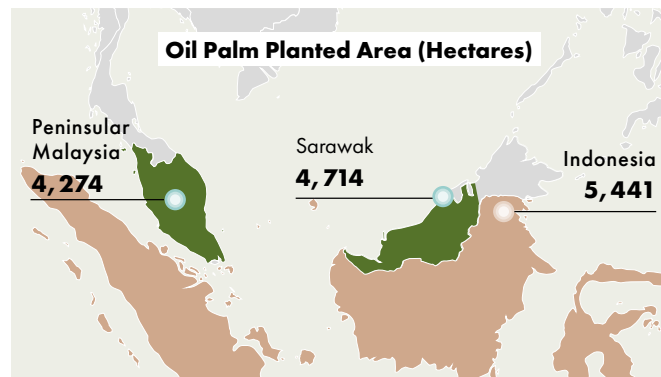 Oil Palm Planted Area (Hectares)
Peninsular
Malaysia
4,274
Sarawak
4,714
Indonesia
5,441